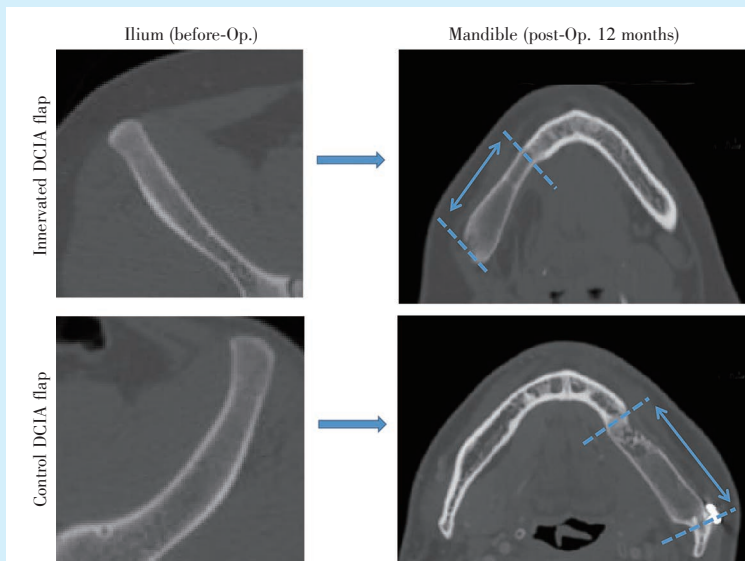 Ilium (before-Op.)
Mandible (post-Op. 12 months)
Innervated DCIA flap
Control DCIA flap